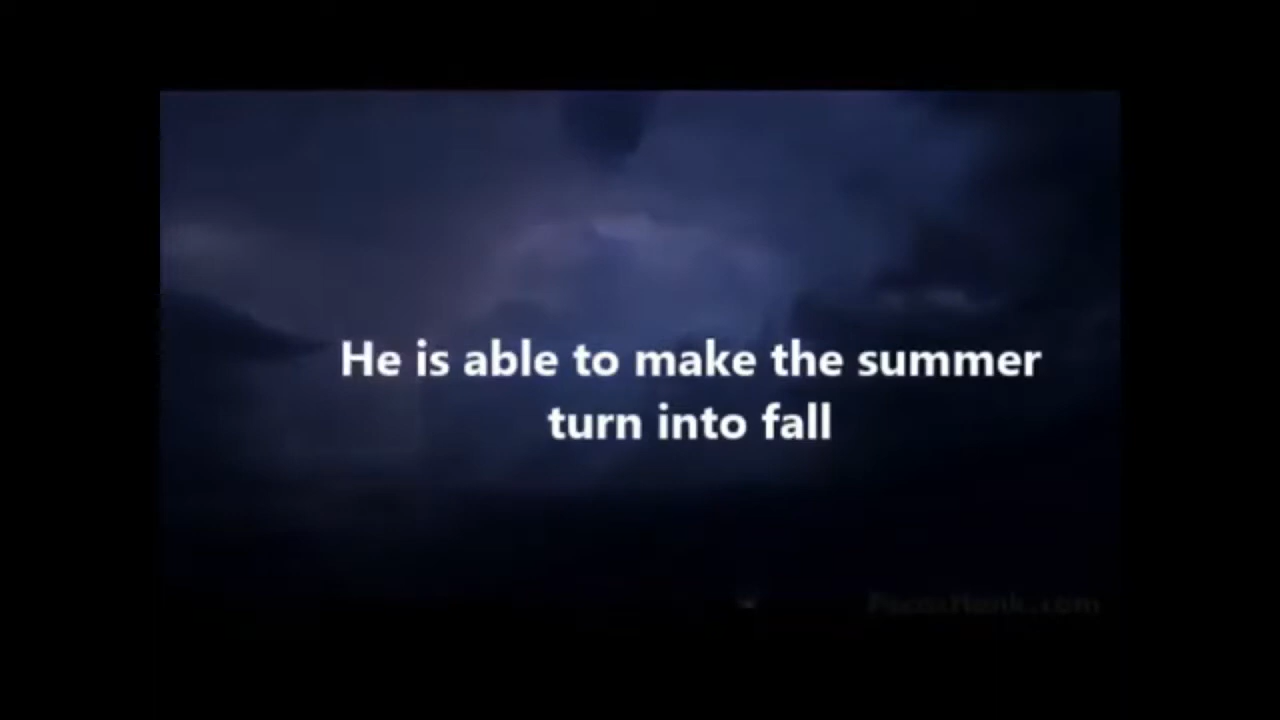 He is able to make the summer
turn into fall